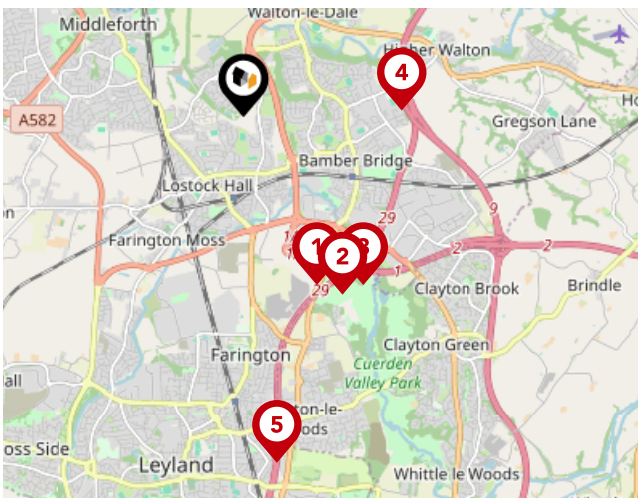 Walton-le-Dale
Middleforth
Higher Walton
4
A582
Gregson Lane
Bamber Bridge
Lostock Hall
9
29
Farington Moss
1
2
3
2
2
1
29
Clayton Brook
Brindle
Farington
Clayton Green
Cuerden
Valley Park
ton-le-
ods
5
oss Side
Leyland
Whittle le Woods